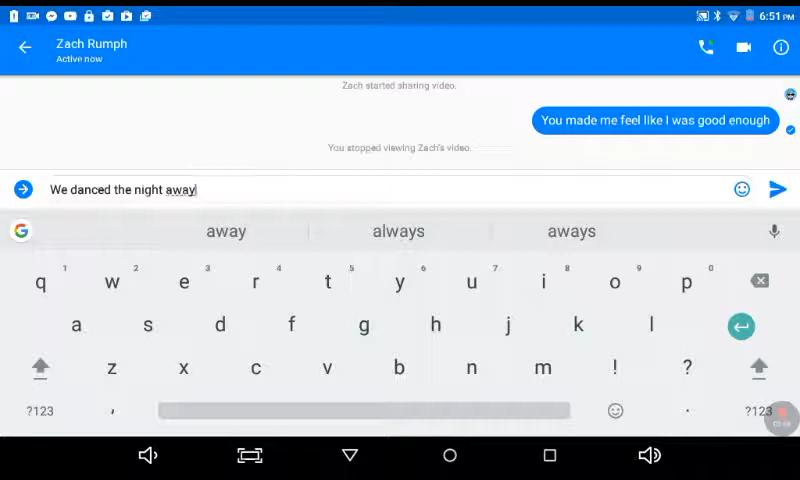 6:51 PM
Zach Rumph
Active now
Zach started sharing video.
You made me feel like I was good enough
You stopped viewing Zach's video.
We danced the night away
G away always aways
1 2 3 4 5 6 7 8 9 0
q w e r t y u i o p
a s d f g h j k l
z x c v b n m ! ?
?123 , . ?123